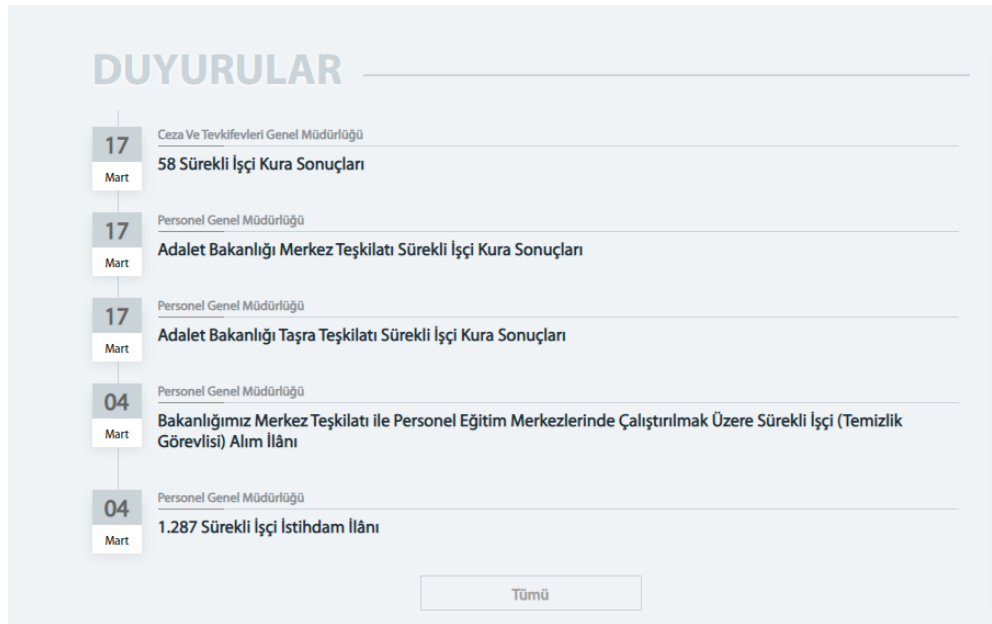 DUYURULAR
17
Mart
Ceza Ve Tevkifevleri Genel Müdürlüğü
58 Sürekli İşçi Kura Sonuçları
17
Mart
Personel Genel Müdürlüğü
Adalet Bakanlığı Merkez Teşkilatı Sürekli İşçi Kura Sonuçları
17
Mart
Personel Genel Müdürlüğü
Adalet Bakanlığı Taşra Teşkilatı Sürekli İşçi Kura Sonuçları
04
Mart
Personel Genel Müdürlüğü
Bakanlığımız Merkez Teşkilatı ile Personel Eğitim Merkezlerinde Çalıştırılmak Üzere Sürekli İşçi (Temizlik
Görevlisi) Alım İlânı
04
Mart
Personel Genel Müdürlüğü
1.287 Sürekli İşçi İstihdam İlânı
Tümü